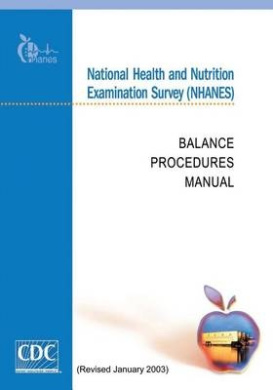 nhanes
National Health and Nutrition
Examination Survey (NHANES)
BALANCE
PROCEDURES
MANUAL
CDC
(Revised January 2003)